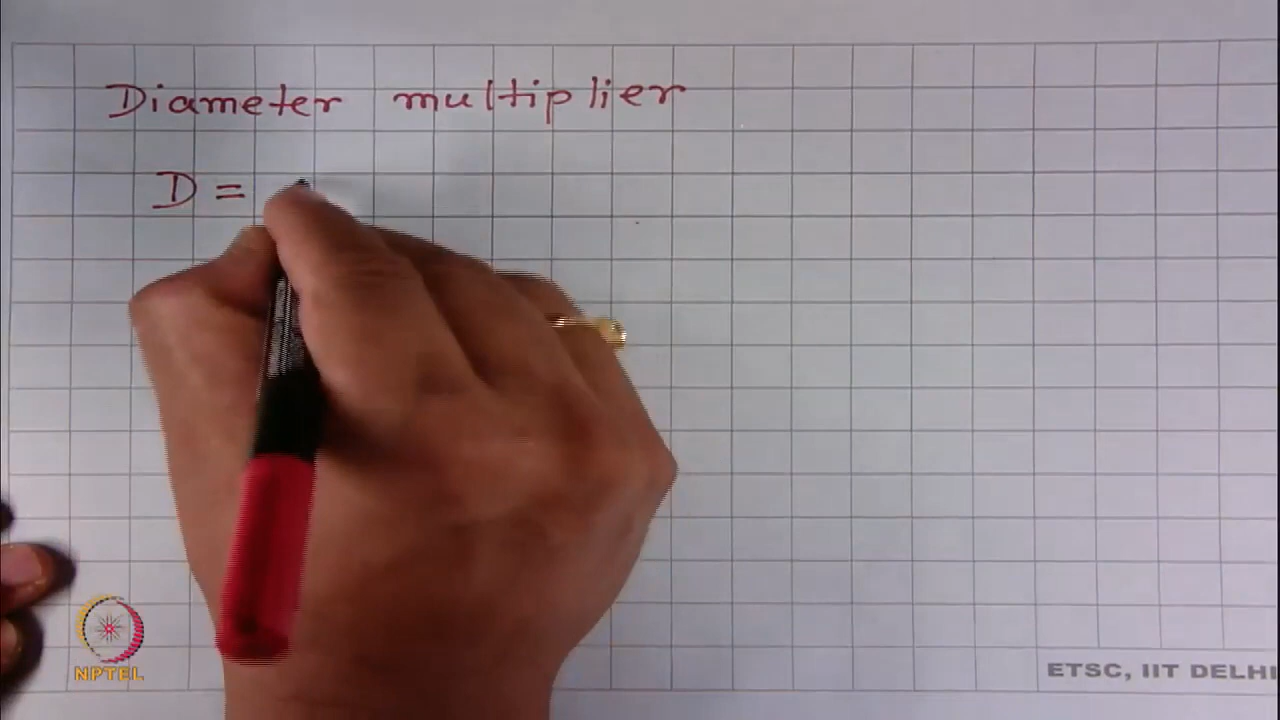 Diameter multiplier
D =
NPTEL
ETSC, IIT DELHI